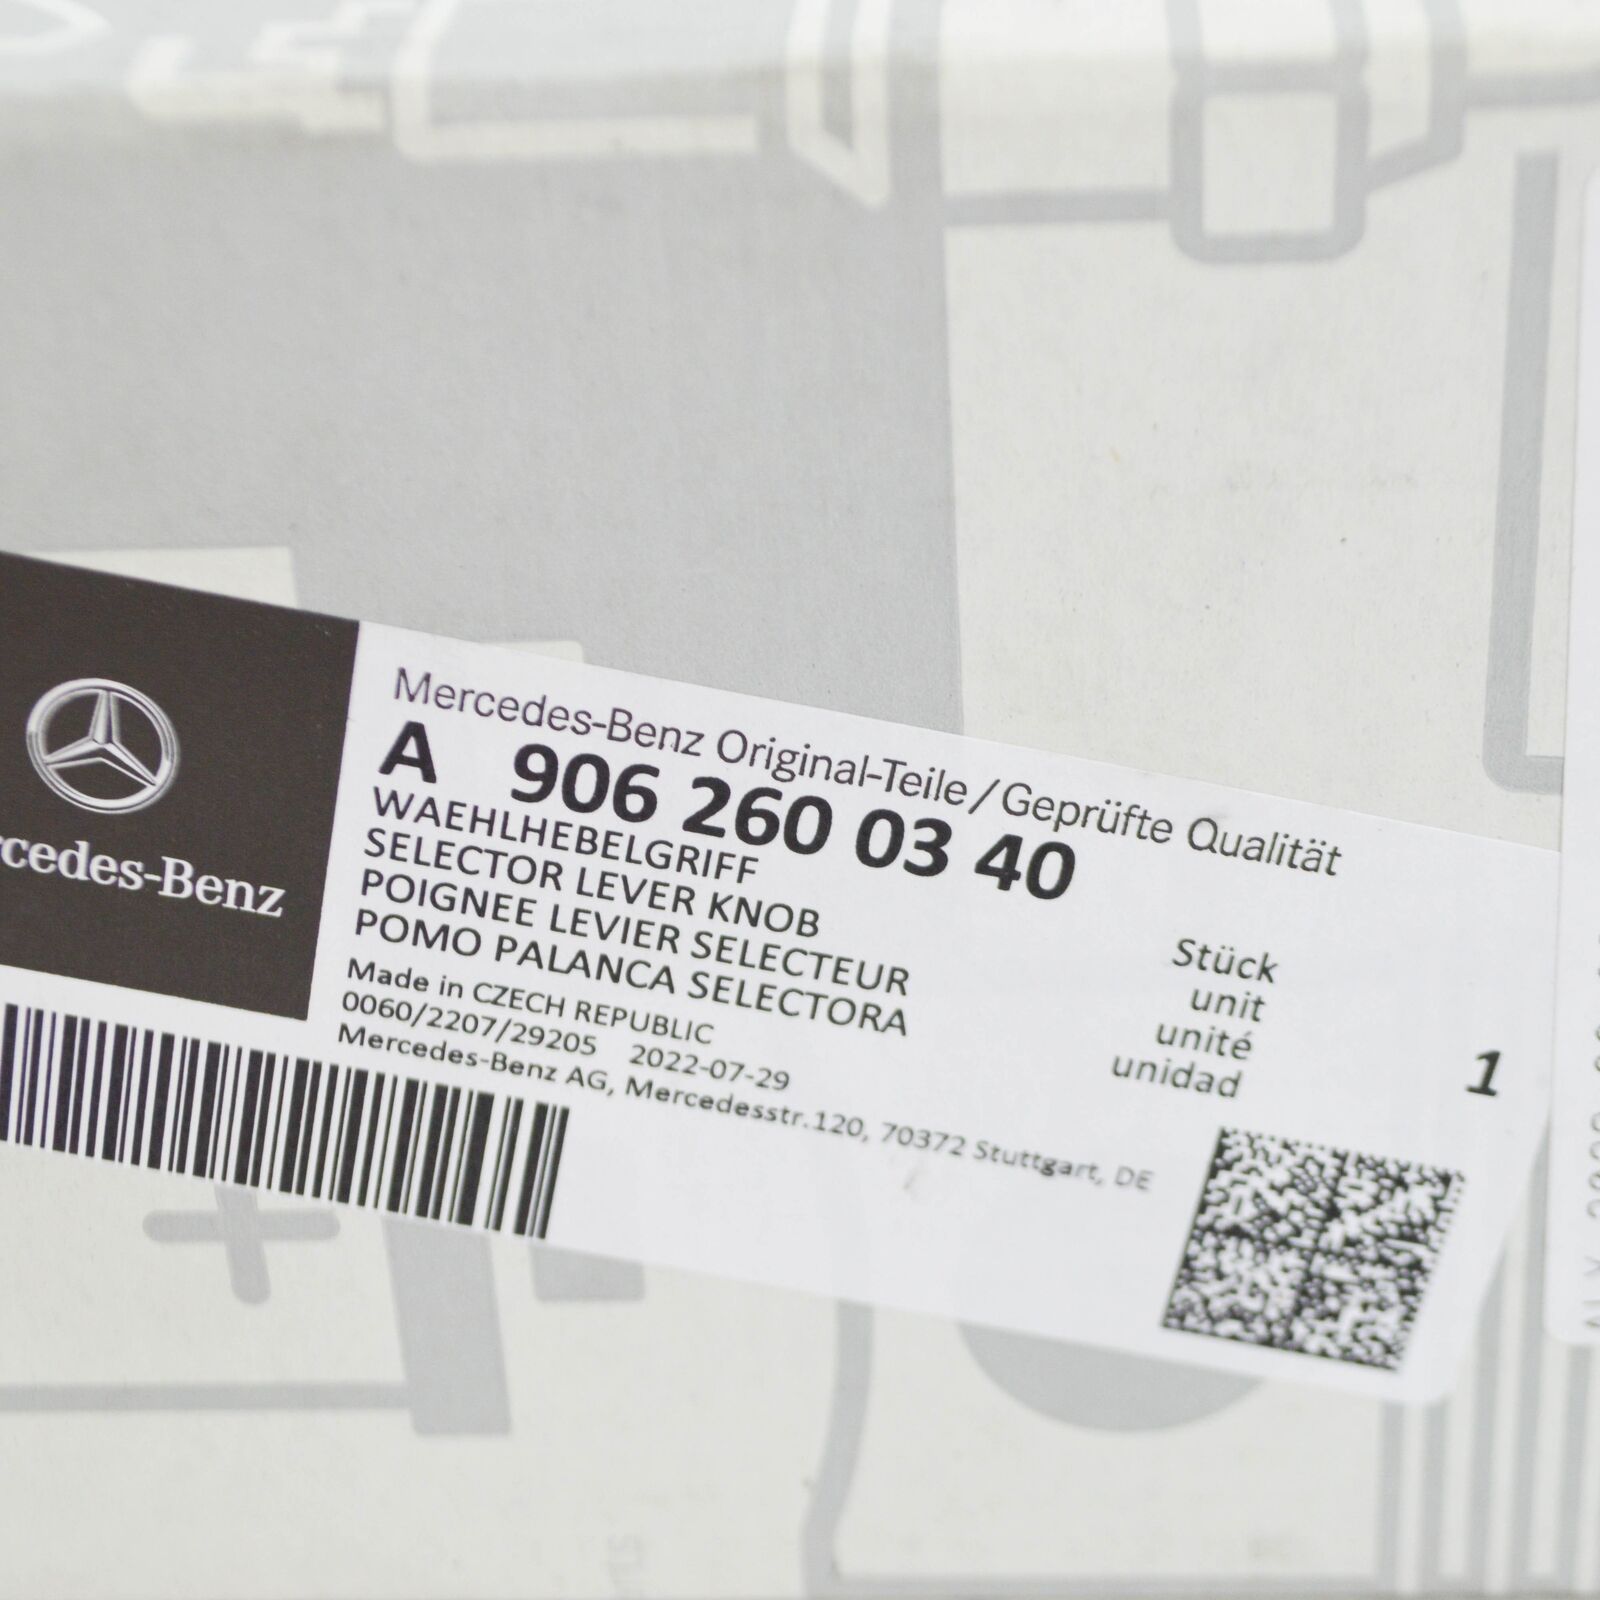 Mercedes-Benz Original-Teile / Geprüfte Qualität
A 906 260 03 40
WAEHLHEBELGRIFF
SELECTOR LEVER KNOB
POIGNEE LEVIER SELECTEUR
POMO PALANCA SELECTORA
Made in CZECH REPUBLIC
0060/2207/29205 2022-07-29
Mercedes-Benz AG, Mercedesstr.120, 70372 Stuttgart, DE
Stück
unit
unité
unidad
1
rcedes-Benz